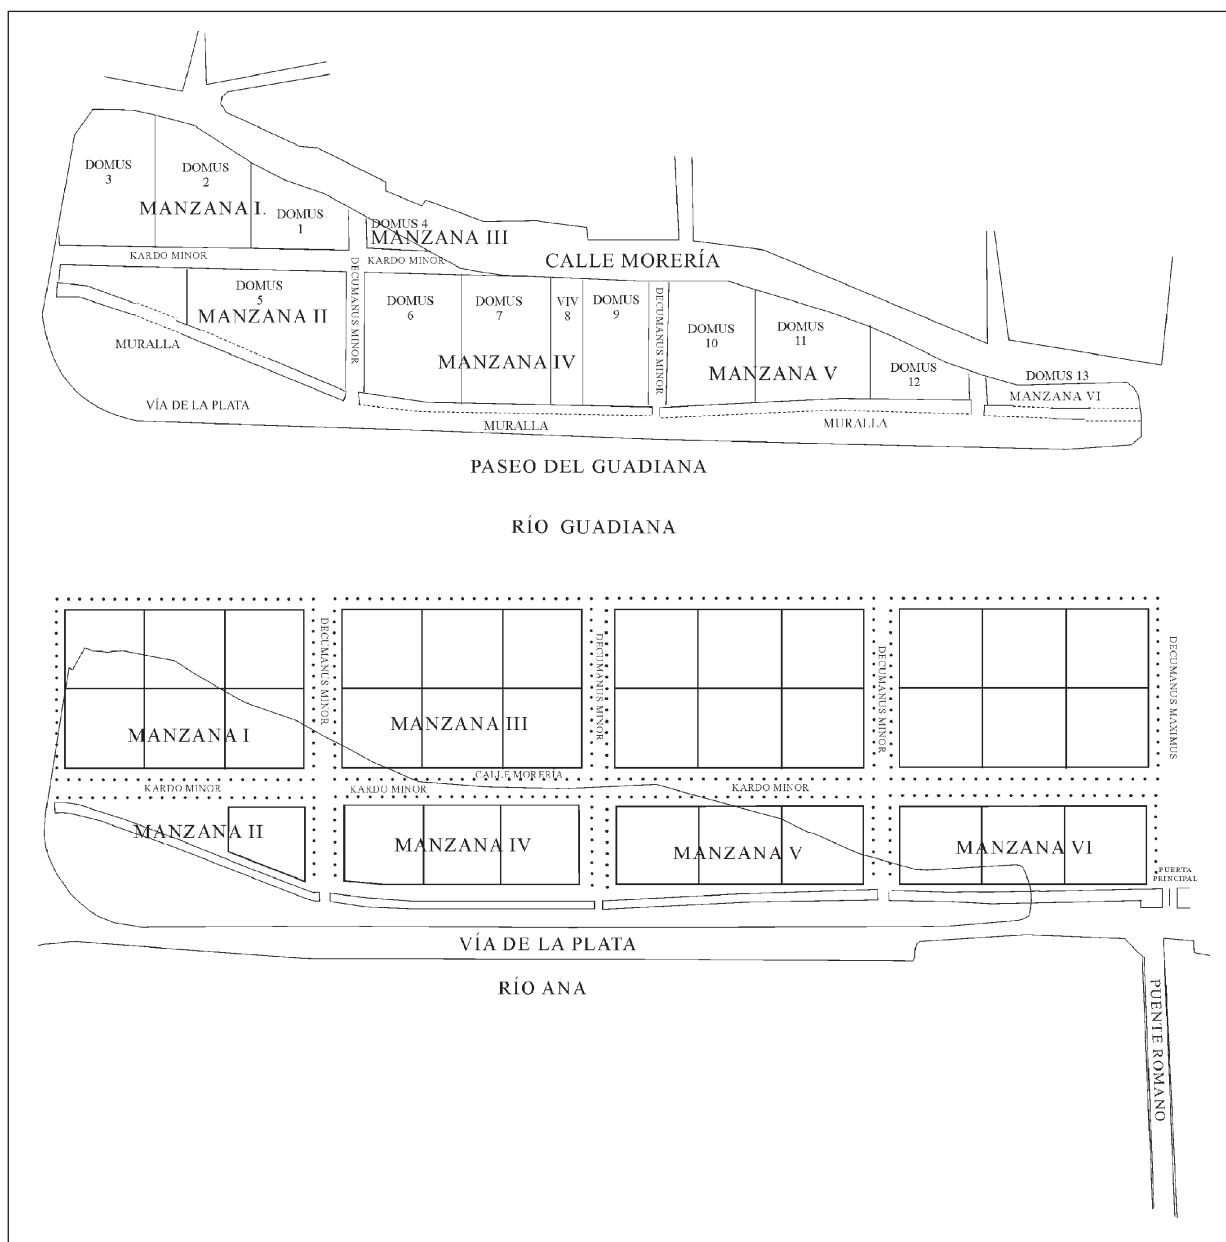 DOMUS
3
DOMUS
2
MANZANA I.
DOMUS
1
DOMUS 4
MANZANA III
KARDO MINOR
KARDO MINOR
CALLE MORERÍA
DECUMANUS MINOR
DOMUS
5
MANZANA II
MURALLA
VÍA DE LA PLATA
DOMUS
6
DOMUS
7
VIV
8
DOMUS
9
MANZANA IV
DECUMANUS MINOR
DOMUS
10
DOMUS
11
MANZANA V
DOMUS
12
DOMUS 13
MANZANA VI
MURALLA
MURALLA
PASEO DEL GUADIANA
RÍO GUADIANA
DECUMANUS MINOR
DECUMANUS MINOR
DECUMANUS MINOR
DECUMANUS MAXIMUS
MANZANA I
MANZANA III
CALLE MORERÍA
KARDO MINOR
KARDO MINOR
KARDO MINOR
MANZANA II
MANZANA IV
MANZANA V
MANZANA VI
PUERTA
PRINCIPAL
VÍA DE LA PLATA
RÍO ANA
PUENTE ROMANO